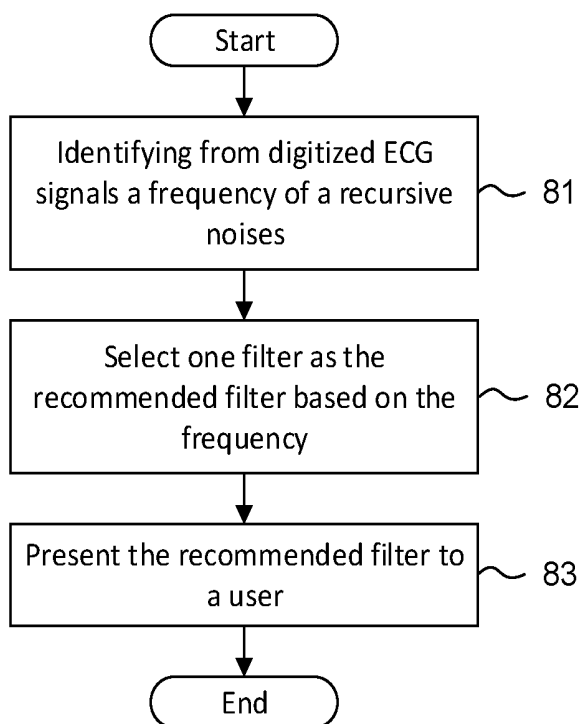 Start
Identifying from digitized ECG
signals a frequency of a recursive
noises
81
Select one filter as the
recommended filter based on the
frequency
82
Present the recommended filter to
a user
83
End